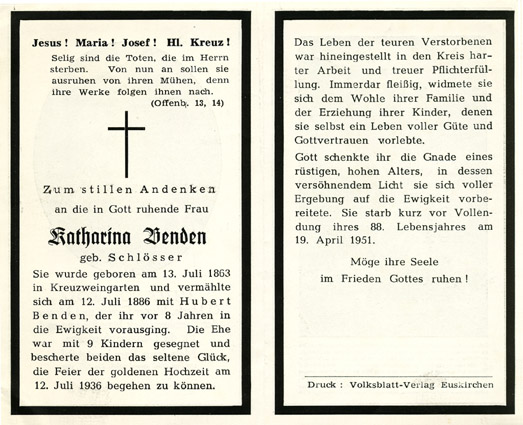 Jesus! Maria! Josef! Hl. Kreuz!
Selig sind die Toten, die im Herrn
sterben. Von nun an sollen sie
ausruhen von ihren Mühen, denn
ihre Werke folgen ihnen nach.
(Offenb. 13, 14)
Zum stillen Andenken
an die in Gott ruhende Frau
Katharina Benden
geb. Schlösser
Sie wurde geboren am 13. Juli 1863
in Kreuzweingarten und vermählte
sich am 12. Juli 1886 mit Hubert
Benden, der ihr vor 8 Jahren in
die Ewigkeit vorausging. Die Ehe
war mit 9 Kindern gesegnet und
bescherte beiden das seltene Glück,
die Feier der goldenen Hochzeit am
12. Juli 1936 begehen zu können.
Das Leben der teuren Verstorbenen
war hineingestellt in den Kreis har-
ter Arbeit und treuer Pflichterfül-
lung. Immerdar fleißig, widmete sie
sich dem Wohle ihrer Familie und
der Erziehung ihrer Kinder, denen
sie selbst ein Leben voller Güte und
Gottvertrauen vorlebte.
Gott schenkte ihr die Gnade eines
rüstigen, hohen Alters, in dessen
versöhnendem Licht sie sich voller
Ergebung auf die Ewigkeit vorbe-
reitete. Sie starb kurz vor Vollen-
dung ihres 88. Lebensjahres am
19. April 1951.
Möge ihre Seele
im Frieden Gottes ruhen!
Druck: Volksblatt-Verlag Euskirchen